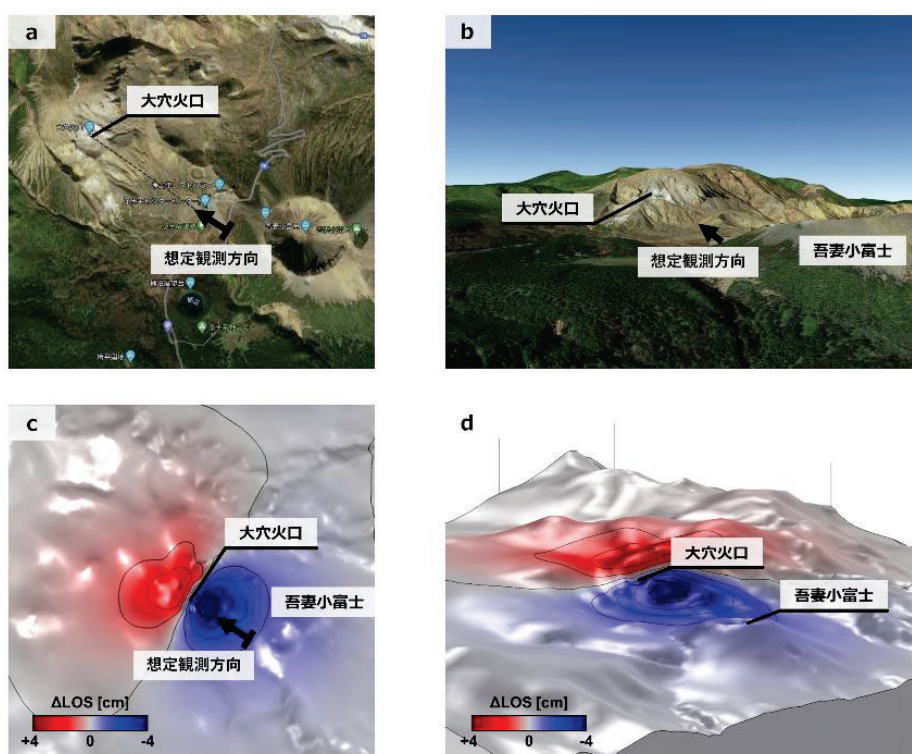 a
大穴火口
想定観測方向
b
大穴火口
想定観測方向
吾妻小富士
c
大穴火口
吾妻小富士
想定観測方向
ΔLOS [cm]
+4 0 -4
d
大穴火口
吾妻小富士
ΔLOS [cm]
+4 0 -4